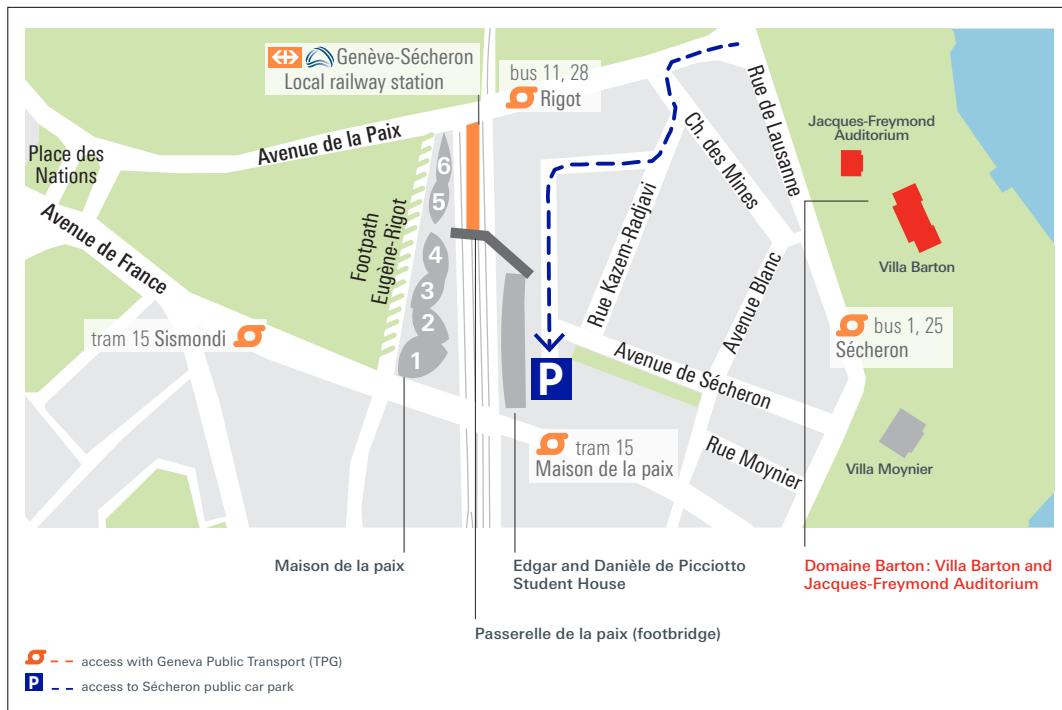 Genève-Sécheron
Local railway station
bus 11, 28
Rigot
Avenue de la Paix
Place des
Nations
Avenue de France
Footpath
Eugène-Rigot
6
5
4
3
2
1
tram 15 Sismondi
Ch. des Mines
Rue de Lausanne
Rue Kazem-Radjavi
Avenue Blanc
Avenue de Sécheron
Rue Moynier
P
Jacques-Freymond
Auditorium
Villa Barton
bus 1, 25
Sécheron
Villa Moynier
tram 15
Maison de la paix
Maison de la paix
Edgar and Danièle de Picciotto
Student House
Domaine Barton: Villa Barton and
Jacques-Freymond Auditorium
Passerelle de la paix (footbridge)
access with Geneva Public Transport (TPG)
P access to Sécheron public car park